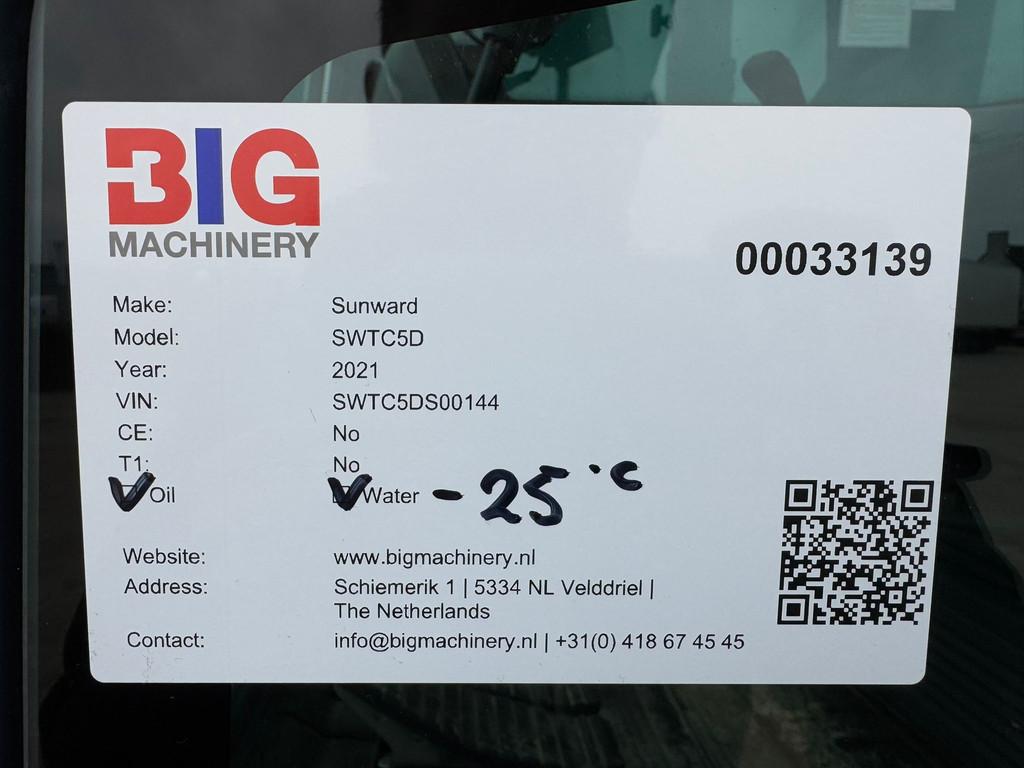 BIG
MACHINERY
00033139
Make: Sunward
Model: SWTC5D
Year: 2021
VIN: SWTC5DS00144
CE: No
T1: No
Oil Water -25°C
Website: www.bigmachinery.nl
Address: Schiemerik 1 | 5334 NL Velddriel |
The Netherlands
Contact: info@bigmachinery.nl | +31(0) 418 67 45 45